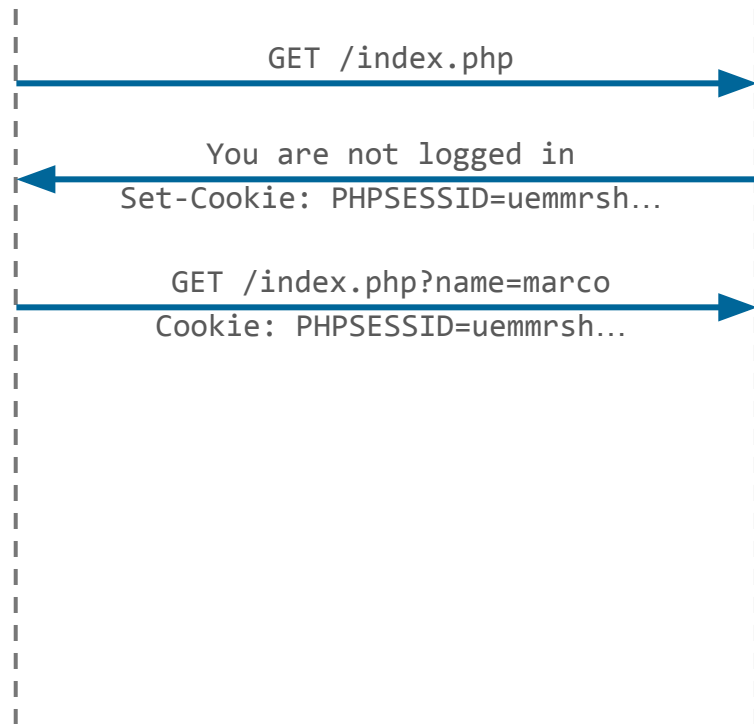 GET /index.php
You are not logged in
Set-Cookie: PHPSESSID=uemmrsh…
GET /index.php?name=marco
Cookie: PHPSESSID=uemmrsh…